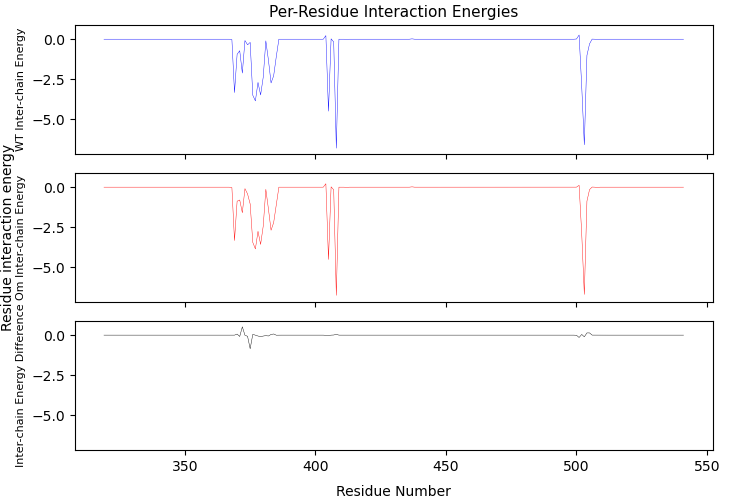 Per-Residue Interaction Energies
WT Inter-chain Energy
0.0
−2.5
−5.0
Residue interaction energy
Om Inter-chain Energy
0.0
−2.5
−5.0
Inter-chain Energy Difference
0.0
−2.5
−5.0
350
400
450
500
550
Residue Number